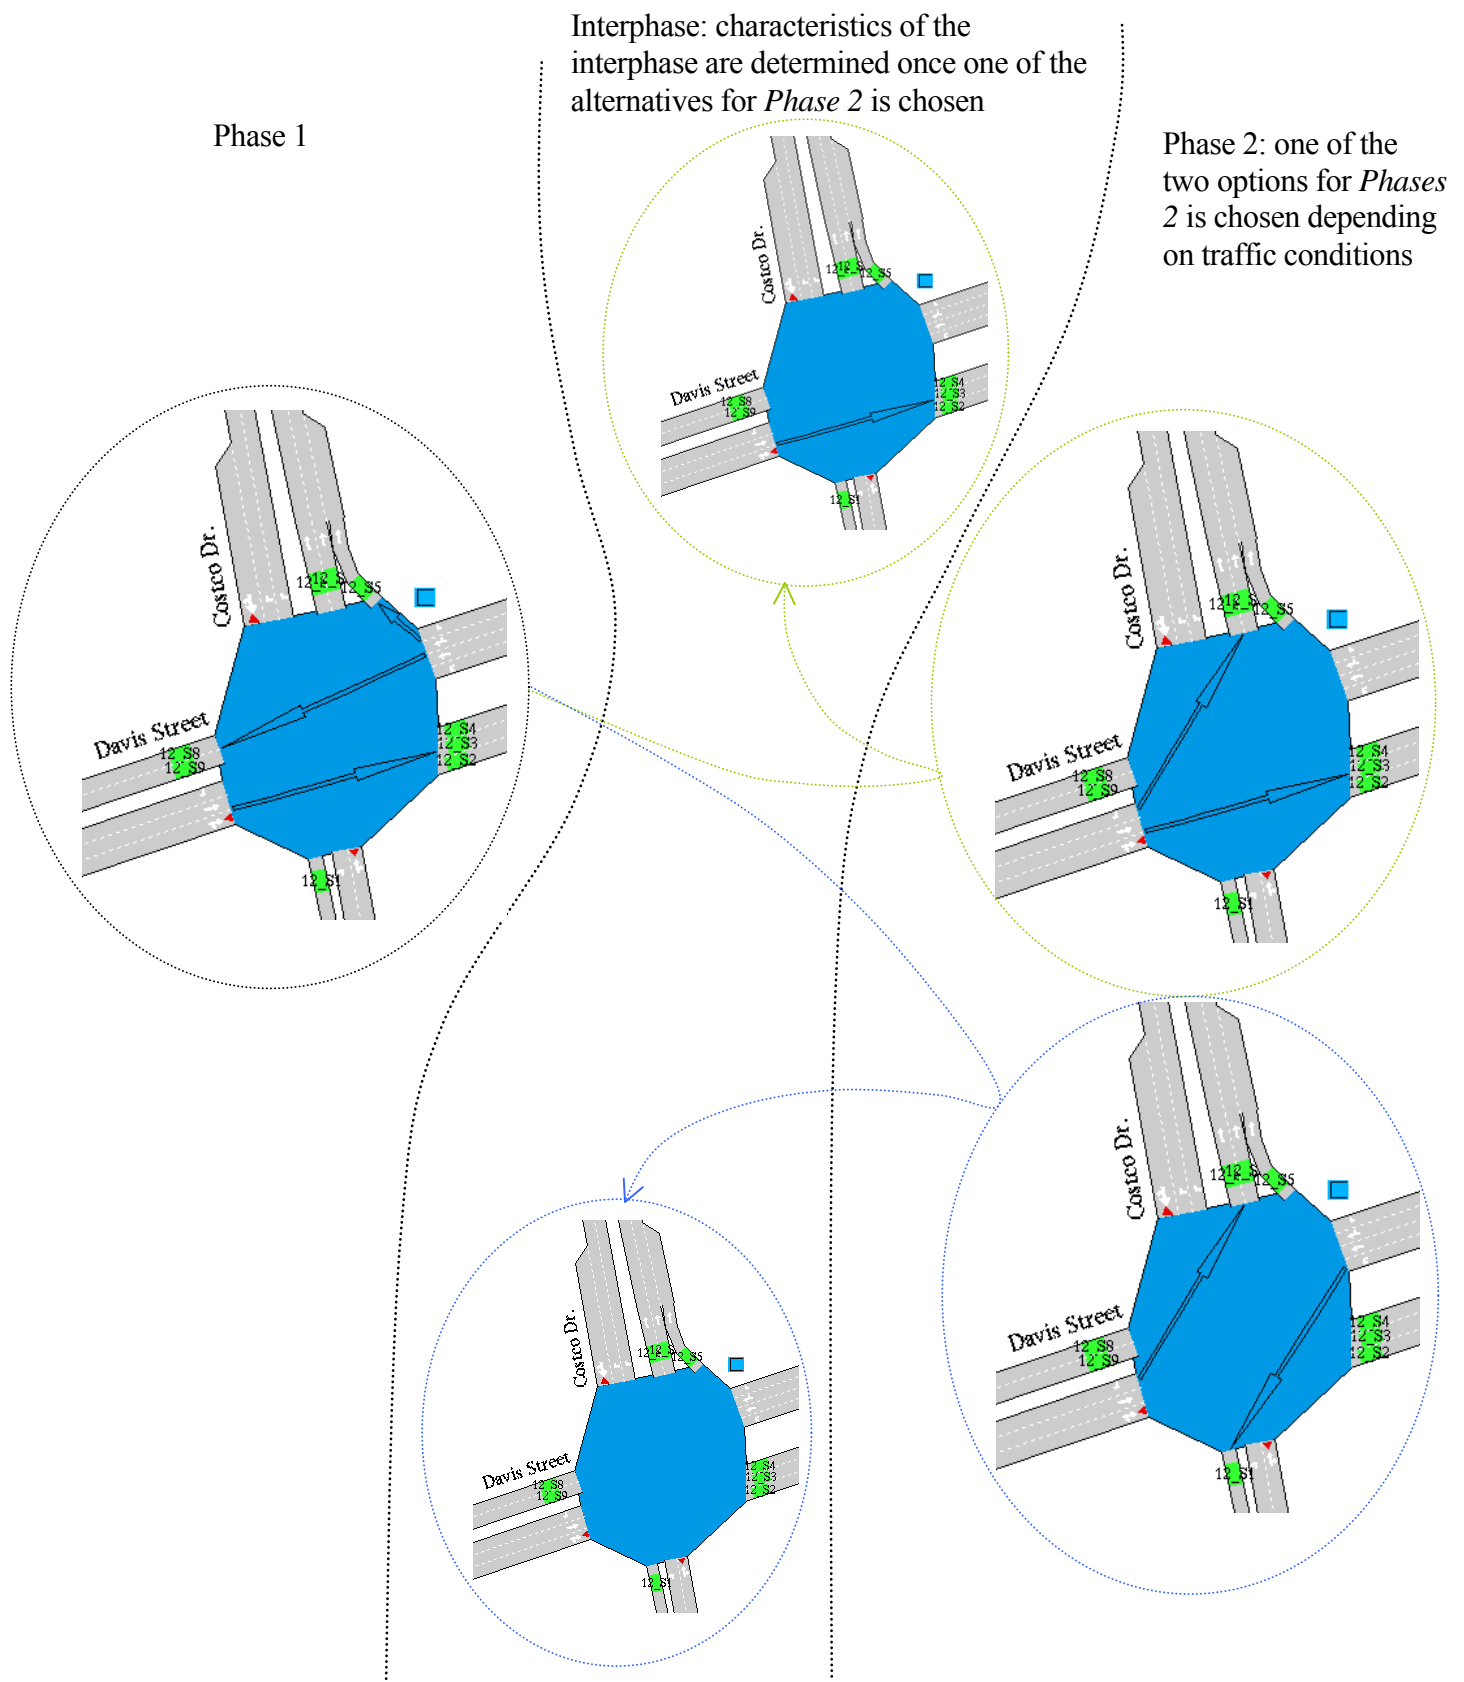 Interphase: characteristics of the
interphase are determined once one of the
alternatives for Phase 2 is chosen
Phase 1
Phase 2: one of the
two options for Phases
2 is chosen depending
on traffic conditions
Costco Dr.
12_S5
Davis Street
12_S8
12_S9
12_S4
12_S3
12_S2
12_S1
Costco Dr.
12_S5
Davis Street
12_S8
12_S9
12_S4
12_S3
12_S2
12_S1
Costco Dr.
12_S5
Davis Street
12_S8
12_S9
12_S4
12_S3
12_S2
12_S1
Costco Dr.
12_S5
Davis Street
12_S8
12_S9
12_S4
12_S3
12_S2
12_S1
Costco Dr.
12_S5
Davis Street
12_S8
12_S9
12_S4
12_S3
12_S2
12_S1